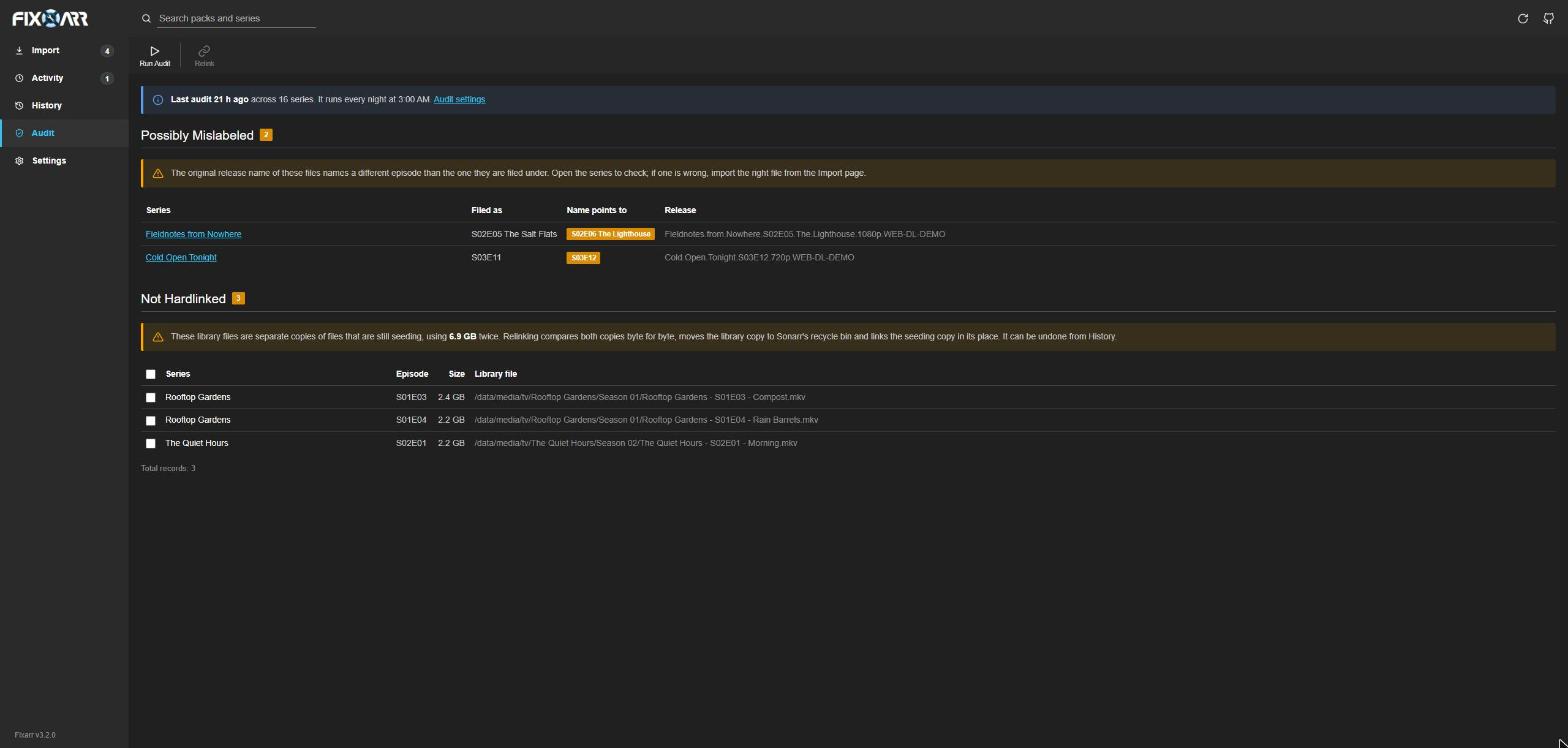 FIXARR
Search packs and series
Import 4
Activity 1
History
Audit
Settings
Run Audit
Relink
Last audit 21 h ago across 16 series. It runs every night at 3:00 AM. Audit settings
Possibly Mislabeled 2
The original release name of these files names a different episode than the one they are filed under. Open the series to check; if one is wrong, import the right file from the Import page.
Series Filed as Name points to Release
Fieldnotes from Nowhere S02E05 The Salt Flats S02E06 The Lighthouse Fieldnotes.from.Nowhere.S02E05.The.Lighthouse.1080p.WEB-DL-DEMO
Cold Open Tonight S03E11 S03E12 Cold.Open.Tonight.S03E12.720p.WEB-DL-DEMO
Not Hardlinked 3
These library files are separate copies of files that are still seeding, using 6.9 GB twice. Relinking compares both copies byte for byte, moves the library copy to Sonarr's recycle bin and links the seeding copy in its place. It can be undone from History.
Series Episode Size Library file
Rooftop Gardens S01E03 2.4 GB /data/media/tv/Rooftop Gardens/Season 01/Rooftop Gardens - S01E03 - Compost.mkv
Rooftop Gardens S01E04 2.2 GB /data/media/tv/Rooftop Gardens/Season 01/Rooftop Gardens - S01E04 - Rain Barrels.mkv
The Quiet Hours S02E01 2.2 GB /data/media/tv/The Quiet Hours/Season 02/The Quiet Hours - S02E01 - Morning.mkv
Total records: 3
Fixarr v3.2.0